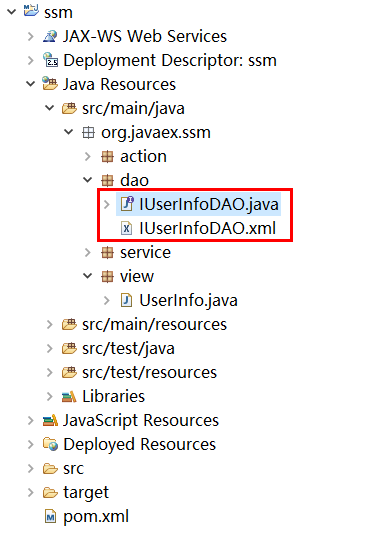 ssm
JAX-WS Web Services
Deployment Descriptor: ssm
Java Resources
src/main/java
org.javaex.ssm
action
dao
IUserInfoDAO.java
IUserInfoDAO.xml
service
view
UserInfo.java
src/main/resources
src/test/java
src/test/resources
Libraries
JavaScript Resources
Deployed Resources
src
target
pom.xml